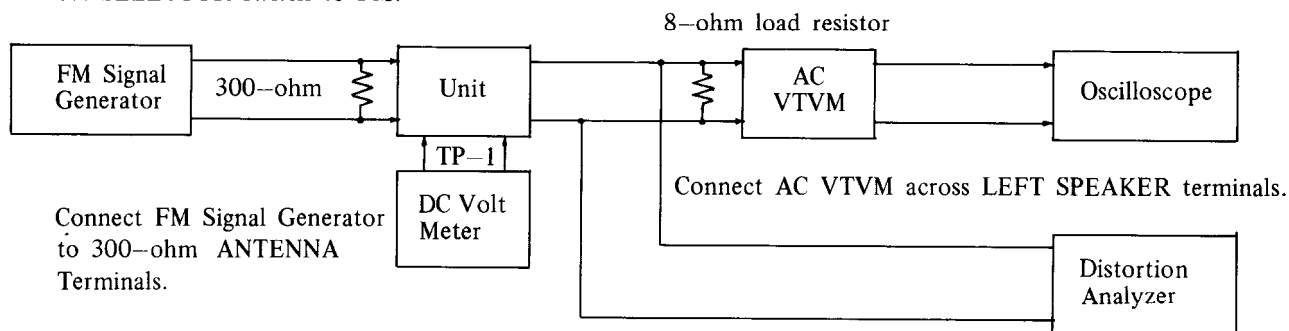 8–ohm load resistor
FM Signal
Generator
300–ohm
Unit
AC
VTVM
Oscilloscope
TP–1
DC Volt
Meter
Connect FM Signal Generator
to 300–ohm ANTENNA
Terminals.
Connect AC VTVM across LEFT SPEAKER terminals.
Distortion
Analyzer